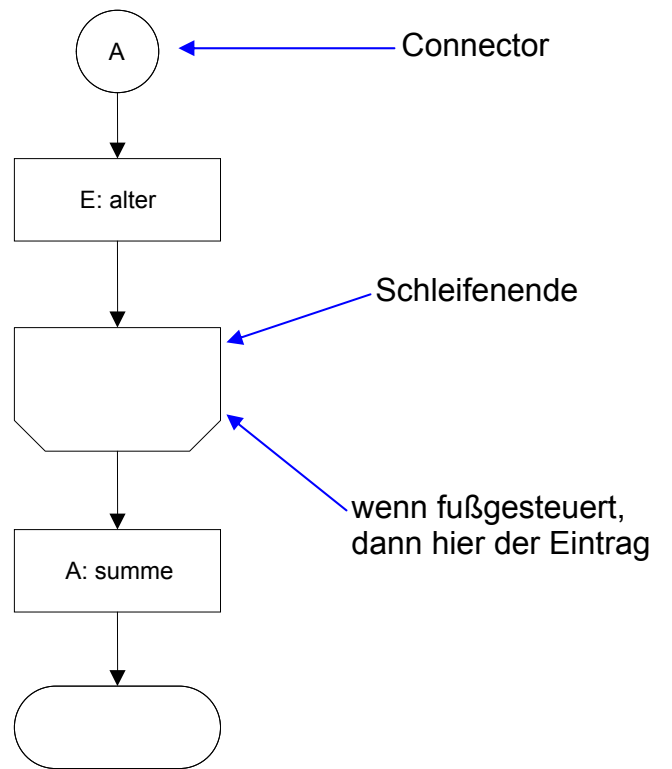 A
Connector
E: alter
Schleifenende
wenn fußgesteuert,
dann hier der Eintrag
A: summe